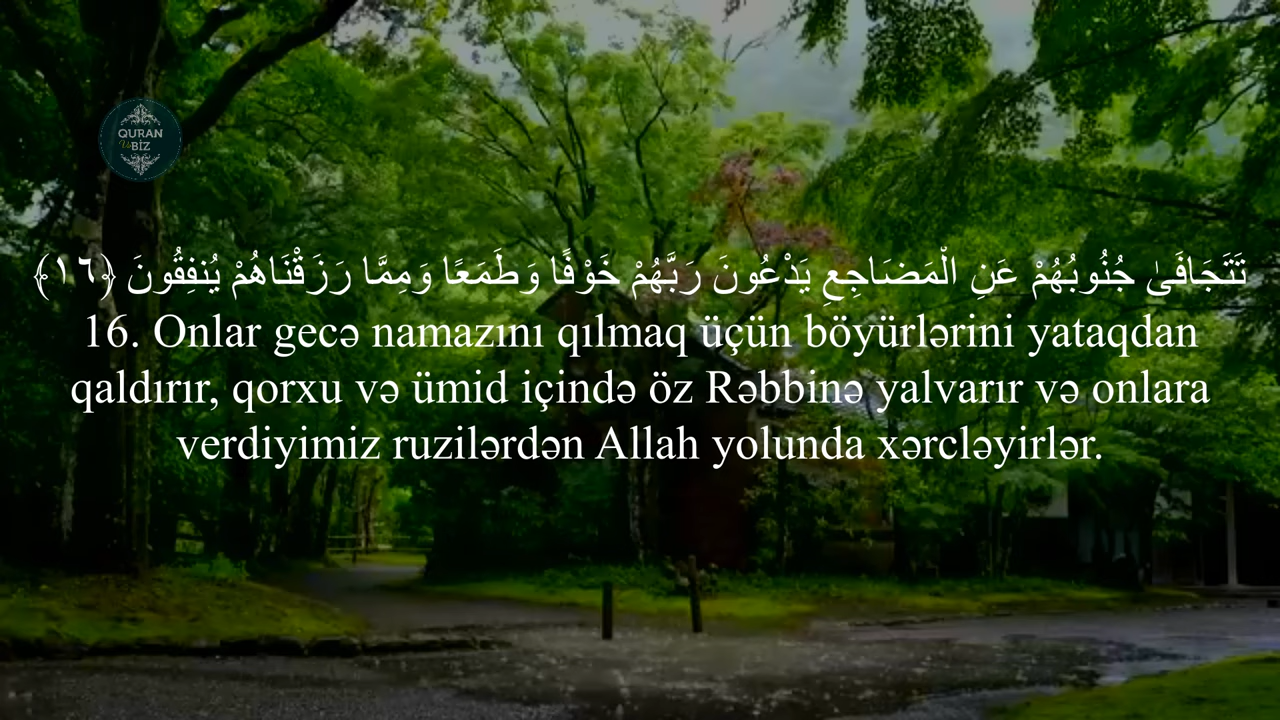 QURAN
Və BİZ
تَتَجَافَىٰ جُنُوبُهُمْ عَنِ الْمَضَاجِعِ يَدْعُونَ رَبَّهُمْ خَوْفًا وَطَمَعًا وَمِمَّا رَزَقْنَاهُمْ يُنفِقُونَ ﴿١٦﴾
16. Onlar gecə namazını qılmaq üçün böyürlərini yataqdan
qaldırır, qorxu və ümid içində öz Rəbbinə yalvarır və onlara
verdiyimiz ruzilərdən Allah yolunda xərcləyirlər.